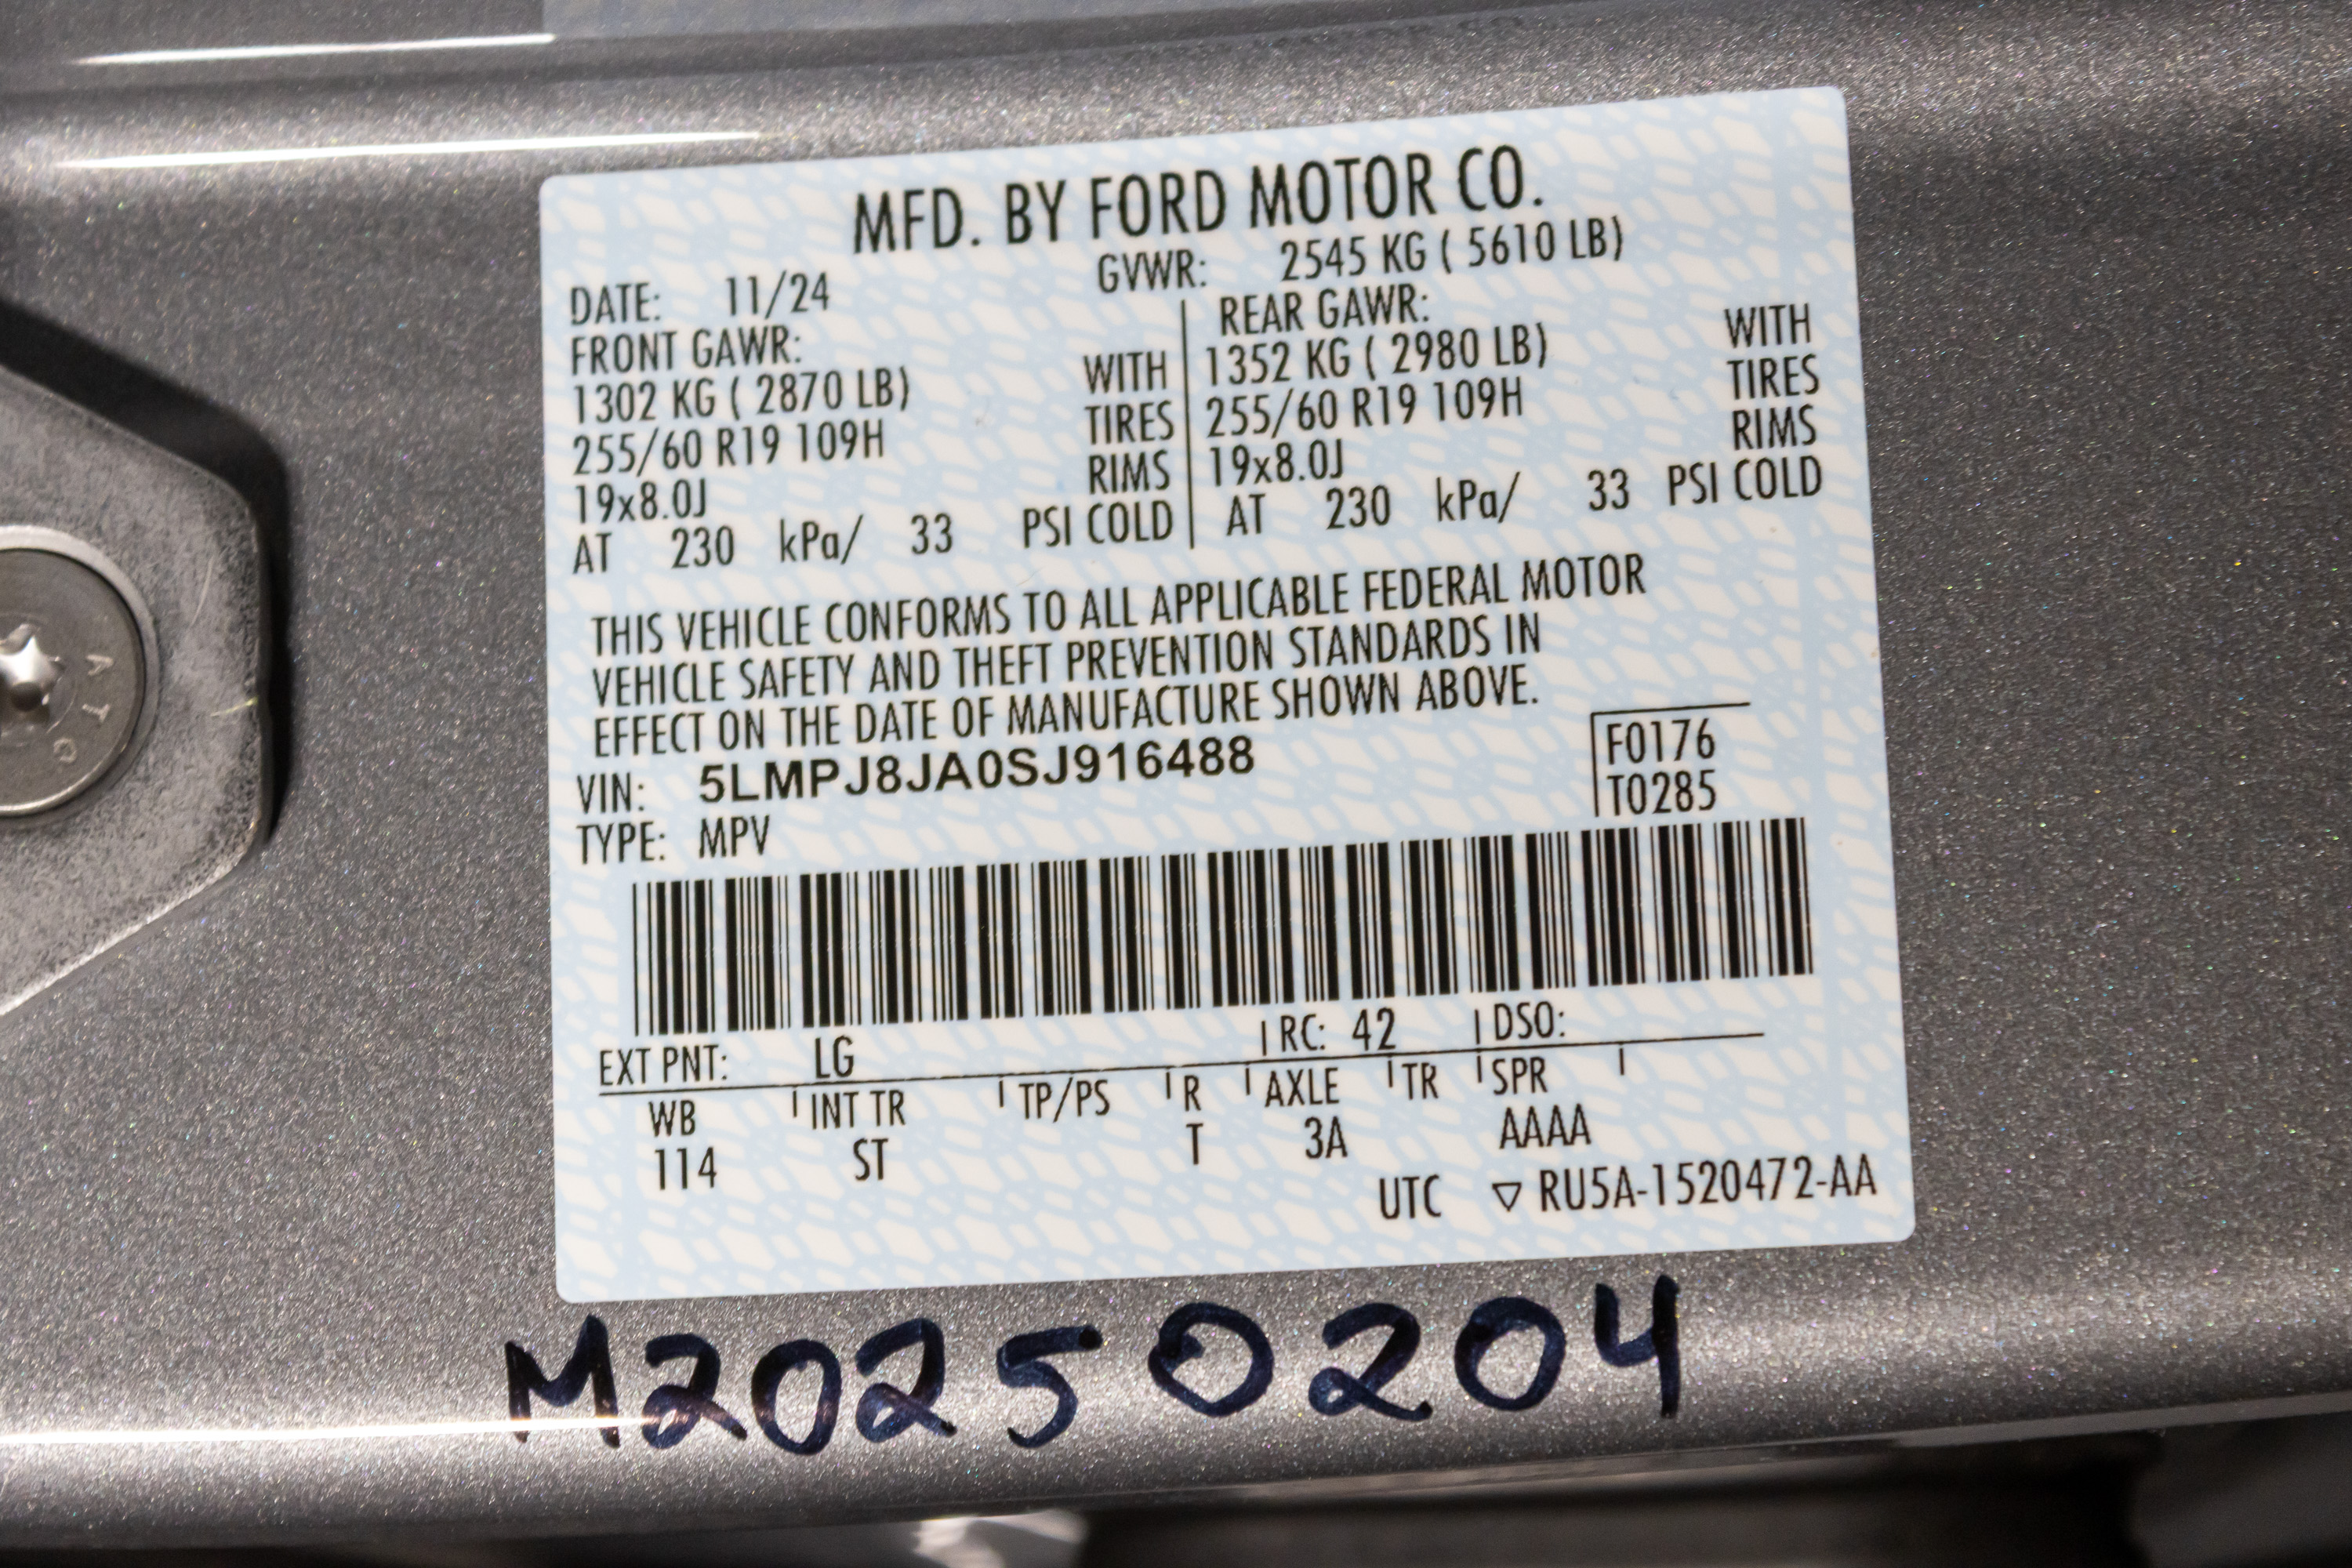 MFD. BY FORD MOTOR CO.
DATE: 11/24 GVWR: 2545 KG ( 5610 LB)
FRONT GAWR: REAR GAWR:
1302 KG ( 2870 LB) WITH 1352 KG ( 2980 LB) WITH
255/60 R19 109H TIRES 255/60 R19 109H TIRES
19x8.0J RIMS 19x8.0J RIMS
AT 230 kPa/ 33 PSI COLD AT 230 kPa/ 33 PSI COLD
THIS VEHICLE CONFORMS TO ALL APPLICABLE FEDERAL MOTOR
VEHICLE SAFETY AND THEFT PREVENTION STANDARDS IN
EFFECT ON THE DATE OF MANUFACTURE SHOWN ABOVE.
VIN: 5LMPJ8JA0SJ916488 F0176
TYPE: MPV T0285
EXT PNT: LG RC: 42 DSO:
WB INT TR TP/PS R AXLE TR SPR
114 ST T 3A AAAA
UTC ▽ RU5A-1520472-AA
M20250204